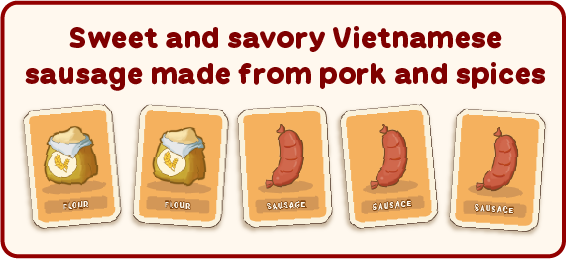 Sweet and savory Vietnamese
sausage made from pork and spices
FLOUR
FLOUR
SAUSAGE
SAUSAGE
SAUSAGE